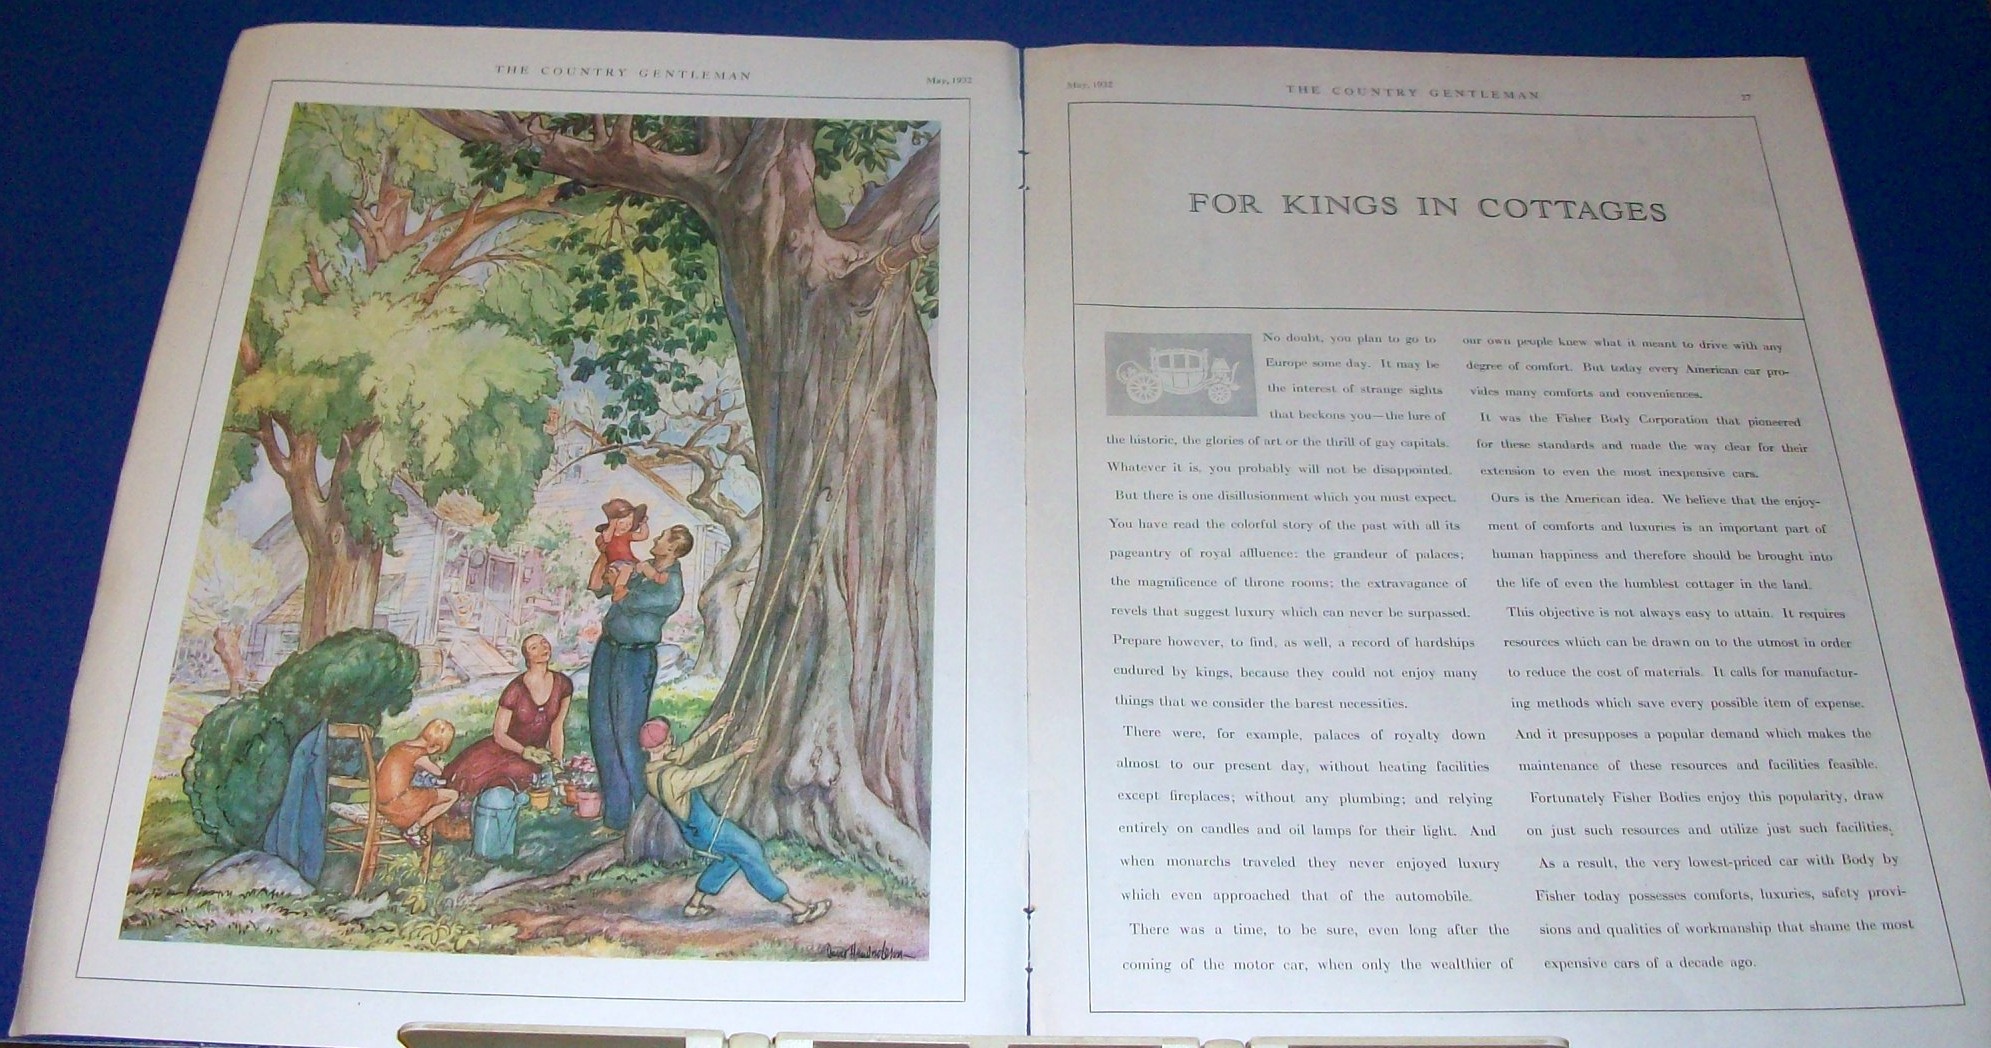 THE COUNTRY GENTLEMAN
May, 1932
May, 1932
THE COUNTRY GENTLEMAN
27
FOR KINGS IN COTTAGES
No doubt, you plan to go to
Europe some day. It may be
the interest of strange sights
that beckons you—the lure of
the historic, the glories of art or the thrill of gay capitals.
Whatever it is, you probably will not be disappointed.
But there is one disillusionment which you must expect.
You have read the colorful story of the past with all its
pageantry of royal affluence: the grandeur of palaces;
the magnificence of throne rooms; the extravagance of
revels that suggest luxury which can never be surpassed.
Prepare however, to find, as well, a record of hardships
endured by kings, because they could not enjoy many
things that we consider the barest necessities.
There were, for example, palaces of royalty down
almost to our present day, without heating facilities
except fireplaces; without any plumbing; and relying
entirely on candles and oil lamps for their light. And
when monarchs traveled they never enjoyed luxury
which even approached that of the automobile.
There was a time, to be sure, even long after the
coming of the motor car, when only the wealthier of
our own people knew what it meant to drive with any
degree of comfort. But today every American car pro-
vides many comforts and conveniences.
It was the Fisher Body Corporation that pioneered
for these standards and made the way clear for their
extension to even the most inexpensive cars.
Ours is the American idea. We believe that the enjoy-
ment of comforts and luxuries is an important part of
human happiness and therefore should be brought into
the life of even the humblest cottager in the land.
This objective is not always easy to attain. It requires
resources which can be drawn on to the utmost in order
to reduce the cost of materials. It calls for manufactur-
ing methods which save every possible item of expense.
And it presupposes a popular demand which makes the
maintenance of these resources and facilities feasible.
Fortunately Fisher Bodies enjoy this popularity, draw
on just such resources and utilize just such facilities.
As a result, the very lowest-priced car with Body by
Fisher today possesses comforts, luxuries, safety provi-
sions and qualities of workmanship that shame the most
expensive cars of a decade ago.